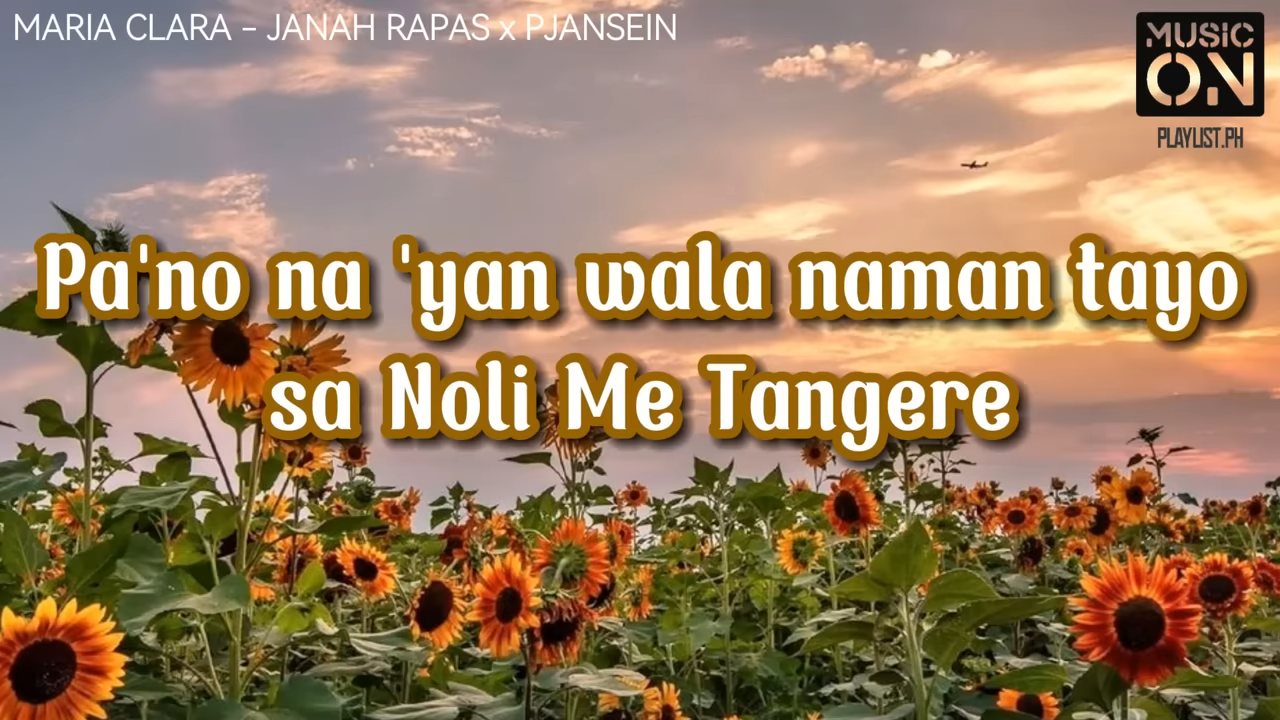 MARIA CLARA - JANAH RAPAS x PJANSEIN
MUSIC
ON
PLAYLIST.PH
Pa'no na 'yan wala naman tayo
sa Noli Me Tangere